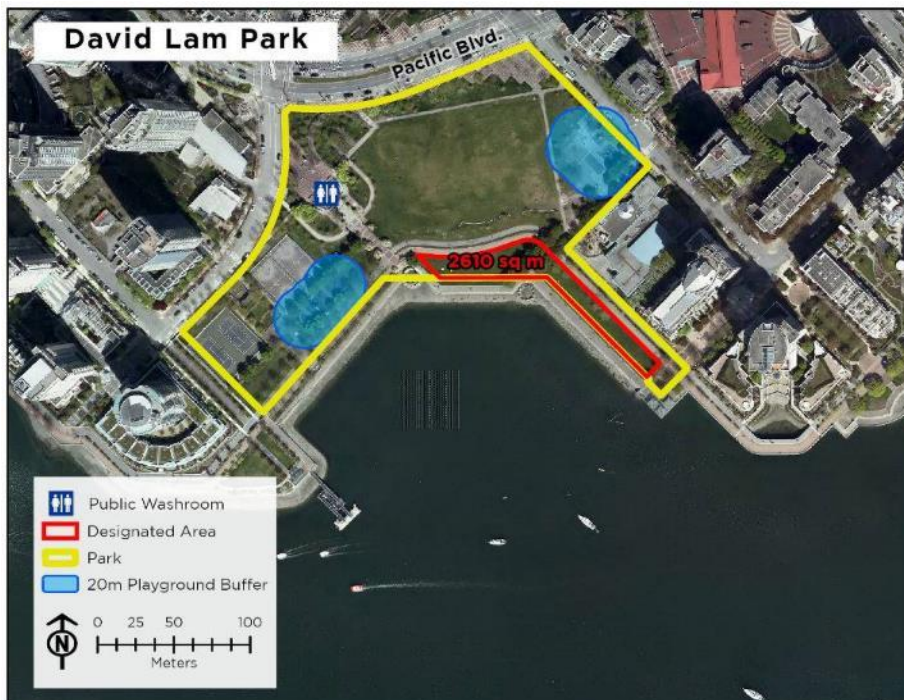 David Lam Park
Pacific Blvd.
2610 sq m
Public Washroom
Designated Area
Park
20m Playground Buffer
0 25 50 100
N
Meters